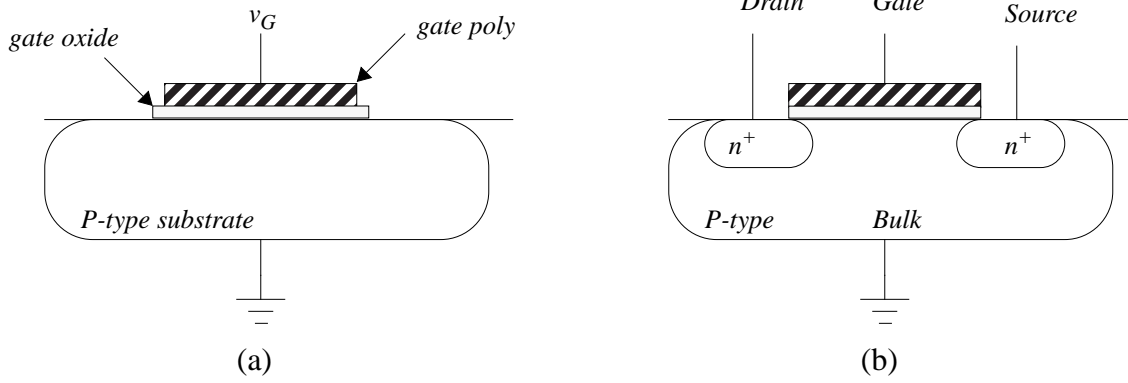 v_G
gate oxide
gate poly
P-type substrate
(a)
Drain
Gate
Source
n^+
n^+
P-type
Bulk
(b)